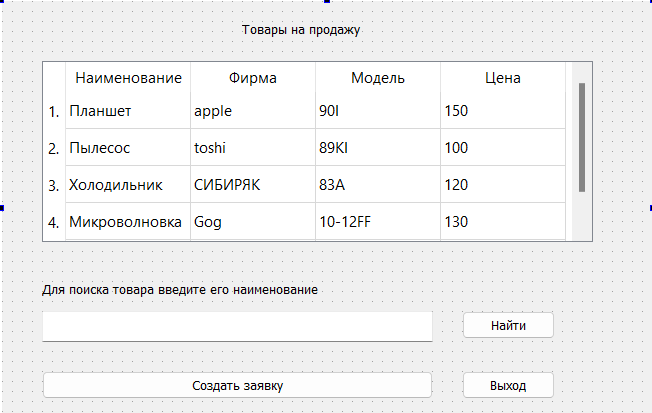 Товары на продажу
Наименование Фирма Модель Цена
1. Планшет apple 90I 150
2. Пылесос toshi 89KI 100
3. Холодильник СИБИРЯК 83А 120
4. Микроволновка Gog 10-12FF 130
Для поиска товара введите его наименование
Найти
Создать заявку Выход